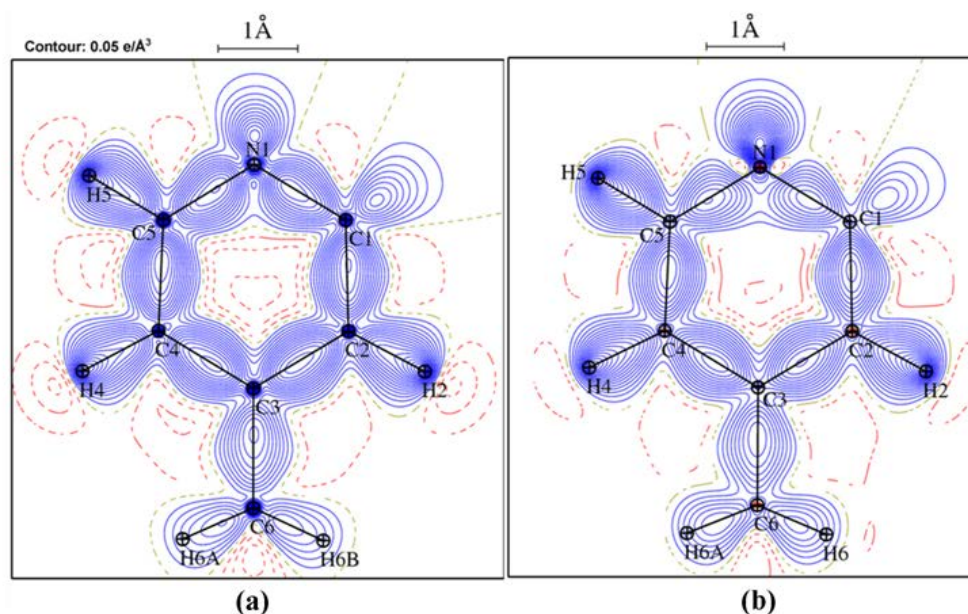 1Å
1Å
Contour: 0.05 e/Å³
N1
H5
C5
C1
C4
C2
H4
H2
C3
C6
H6A
H6B
N1
H5
C5
C1
C4
C2
H4
H2
C3
C6
H6A
H6
(a)
(b)